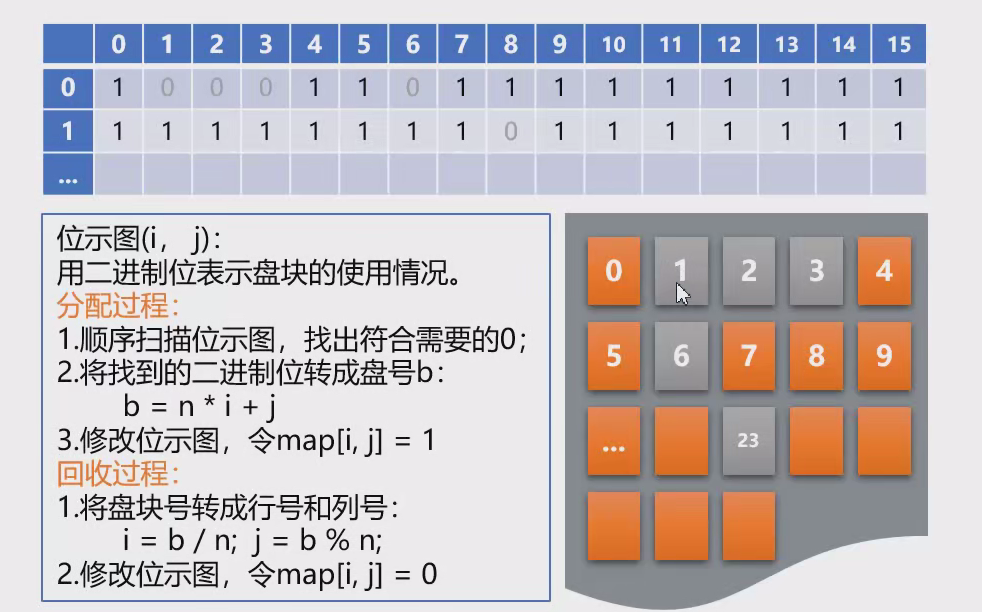 0 1 2 3 4 5 6 7 8 9 10 11 12 13 14 15
0 1 0 0 0 1 1 0 1 1 1 1 1 1 1 1 1
1 1 1 1 1 1 1 1 1 0 1 1 1 1 1 1 1
...
位示图(i， j)：
用二进制位表示盘块的使用情况。
分配过程：
1.顺序扫描位示图，找出符合需要的0；
2.将找到的二进制位转成盘号b：
b = n * i + j
3.修改位示图，令map[i, j] = 1
回收过程：
1.将盘块号转成行号和列号：
i = b / n; j = b % n;
2.修改位示图，令map[i, j] = 0
0 1 2 3 4
5 6 7 8 9
... 23